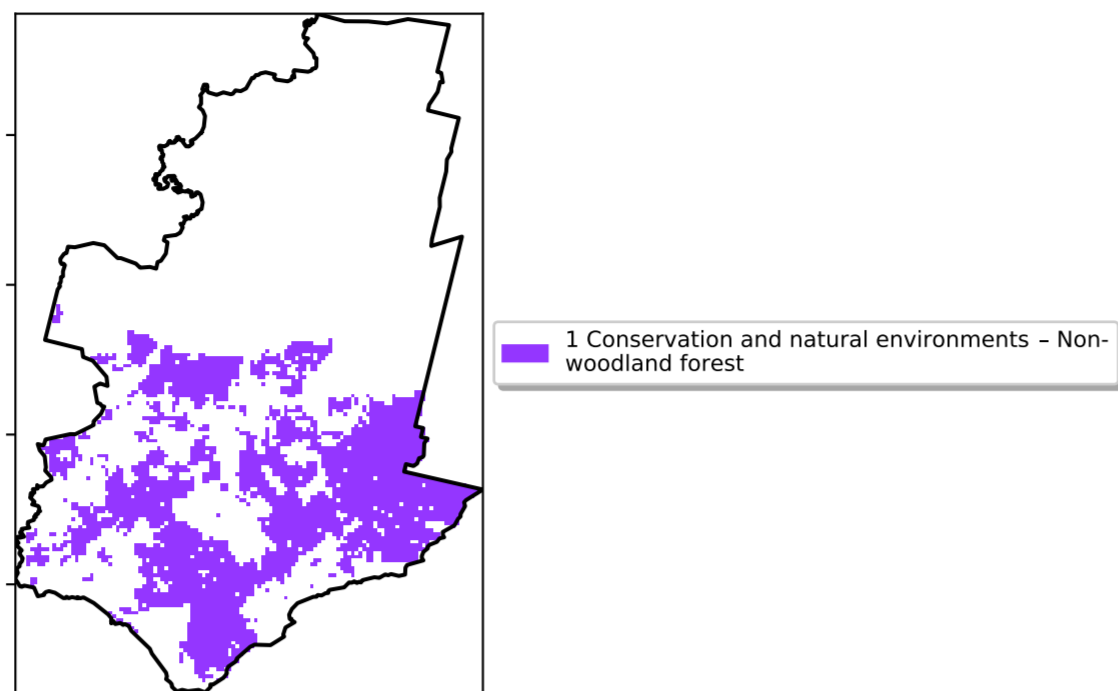 1 Conservation and natural environments – Non-
woodland forest